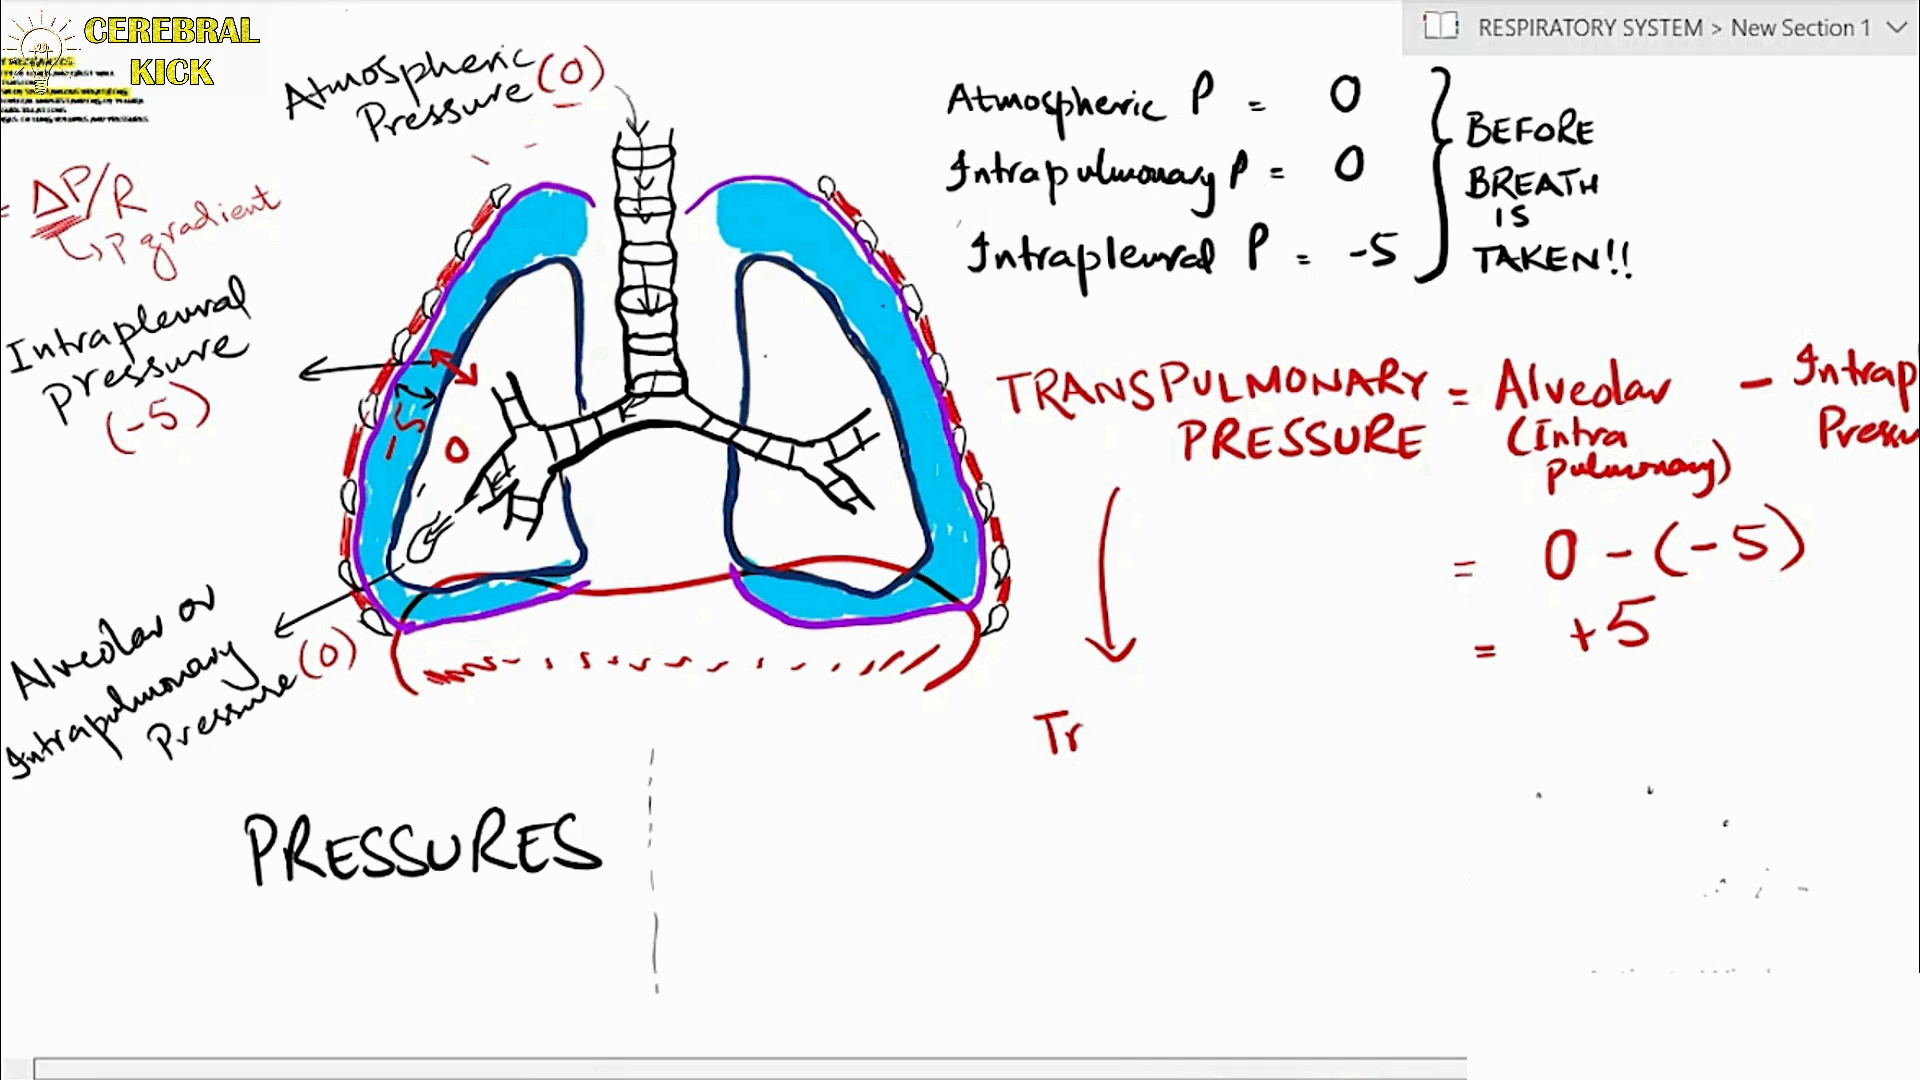 CEREBRAL
KICK
RESPIRATORY SYSTEM > New Section 1
Atmospheric
Pressure (0)
= ΔP/R
↳ P gradient
Intrapleural
Pressure
(-5)
-5
0
Alveolar or
Intrapulmonary
Pressure (0)
PRESSURES
Atmospheric P = 0
Intrapulmonary P = 0
Intrapleural P = -5
BEFORE
BREATH
IS
TAKEN!!
TRANSPULMONARY = Alveolar - Intrap
PRESSURE (Intra Pressu
pulmonary)
= 0 - (-5)
= +5
Tr